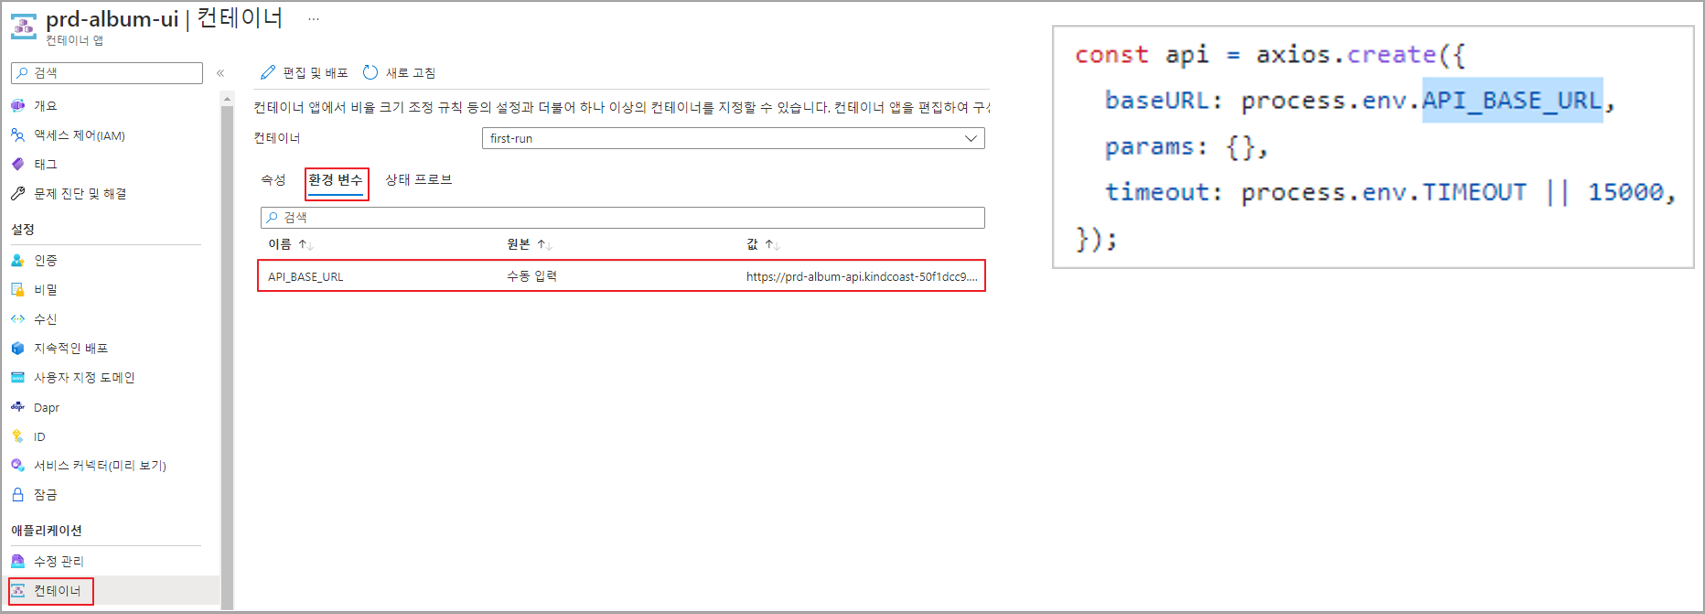 prd-album-ui | 컨테이너 ...
컨테이너 앱
검색
«
개요
액세스 제어(IAM)
태그
문제 진단 및 해결
설정
인증
비밀
수신
지속적인 배포
사용자 지정 도메인
Dapr
ID
서비스 커넥터(미리 보기)
잠금
애플리케이션
수정 관리
컨테이너
편집 및 배포 새로 고침
컨테이너 앱에서 비율 크기 조정 규칙 등의 설정과 더불어 하나 이상의 컨테이너를 지정할 수 있습니다. 컨테이너 앱을 편집하여
컨테이너 first-run
속성 환경 변수 상태 프로브
검색
이름 ↑↓ 원본 ↑↓ 값 ↑↓
API_BASE_URL 수동 입력 https://prd-album-api.kindcoast-50f1dcc9....
const api = axios.create({
baseURL: process.env.API_BASE_URL,
params: {},
timeout: process.env.TIMEOUT || 15000,
});